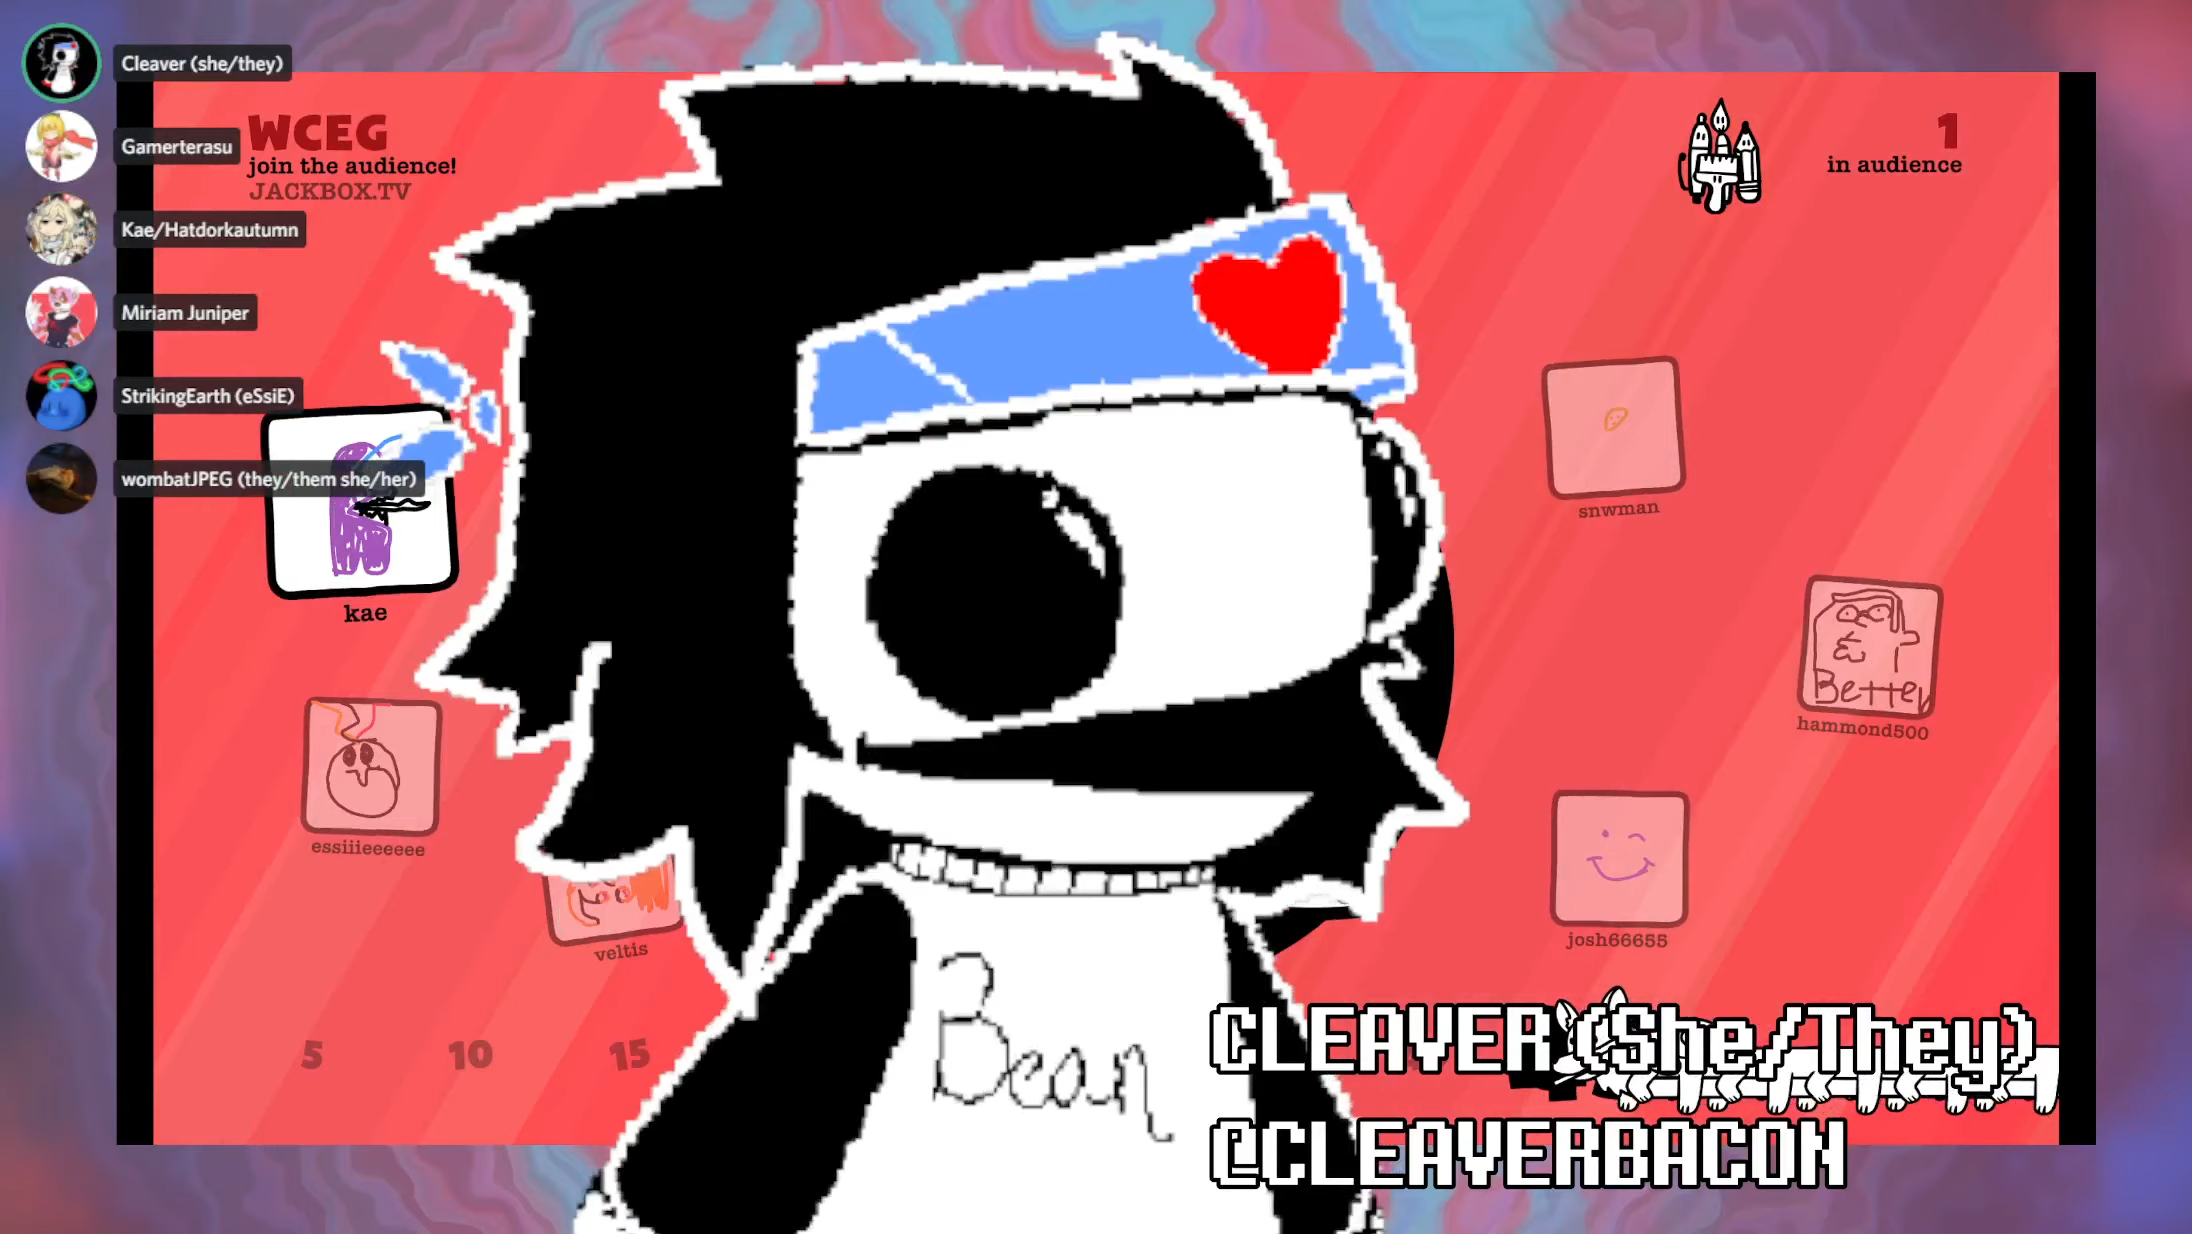 Cleaver (she/they)
Gamerterasu
Kae/Hatdorkautumn
Miriam Juniper
StrikingEarth (eSsiE)
wombatJPEG (they/them she/her)
WCEG
join the audience!
JACKBOX.TV
1
in audience
kae
snwman
Better
hammond500
essiiieeeeee
veltis
josh66655
5
10
15
Bean
CLEAVER (She/They)
@CLEAVERBACON